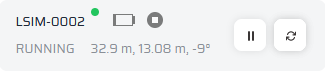 LSIM-0002
RUNNING 32.9 m, 13.08 m, -9°